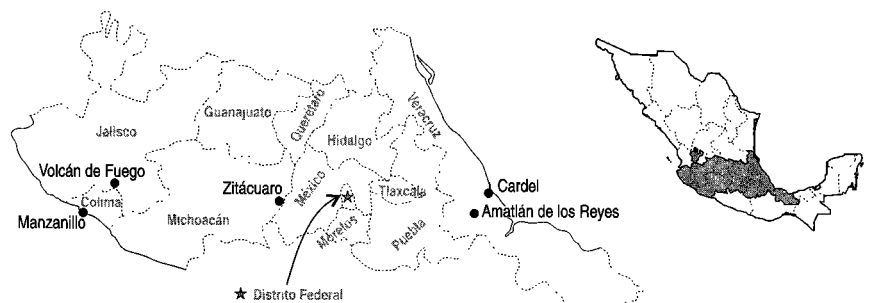 Jalisco
Guanajuato
Querétaro
Hidalgo
Veracruz
Volcán de Fuego
Colima
Manzanillo
Michoacán
Zitácuaro
México
Tlaxcala
Morelos
Puebla
Cardel
Amatlán de los Reyes
Distrito Federal